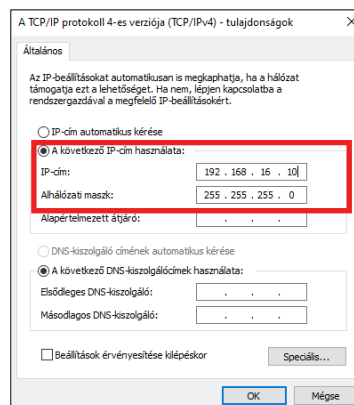 A TCP/IP protokoll 4-es verziója (TCP/IPv4) - tulajdonságok
Általános
Az IP-beállításokat automatikusan is megkaphatja, ha a hálózat
támogatja ezt a lehetőséget. Ha nem, lépjen kapcsolatba a
rendszergazdával a megfelelő IP-beállításokért.
IP-cím automatikus kérése
A következő IP-cím használata:
IP-cím: 192 . 168 . 16 . 10
Alhálózati maszk: 255 . 255 . 255 . 0
Alapértelmezett átjáró: . . .
DNS-kiszolgáló címének automatikus kérése
A következő DNS-kiszolgálócímek használata:
Elsődleges DNS-kiszolgáló: . . .
Másodlagos DNS-kiszolgáló: . . .
Beállítások érvényesítése kilépéskor Speciális...
OK Mégse